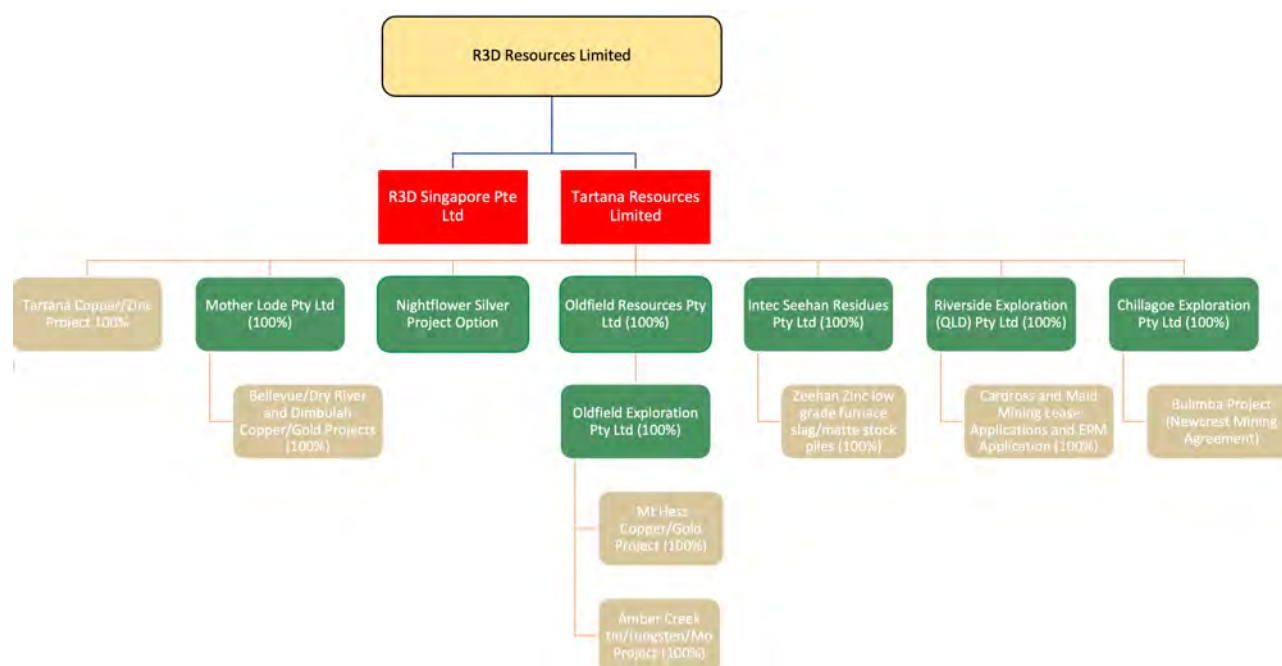 R3D Resources Limited
R3D Singapore Pte
Ltd
Tartana Resources
Limited
Tartana Copper/Zinc
Project 100%
Mother Lode Pty Ltd
(100%)
Nightflower Silver
Project Option
Oldfield Resources Pty
Ltd (100%)
Intec Seehan Residues
Pty Ltd (100%)
Riverside Exploration
(QLD) Pty Ltd (100%)
Chillagoe Exploration
Pty Ltd (100%)
Bellevue/Dry River
and Dimbulah
Copper/Gold Projects
(100%)
Oldfield Exploration
Pty Ltd (100%)
Zeehan Zinc low
grade furnace
slag/matte stock
piles (100%)
Cardross and Maid
Mining Lease
Applications and EPM
Application (100%)
Bulimba Project
(Newcrest Mining
Agreement)
Mt Hess
Copper/Gold
Project (100%)
Amber Creek
Tin/Tungsten/Mo
Project (100%)